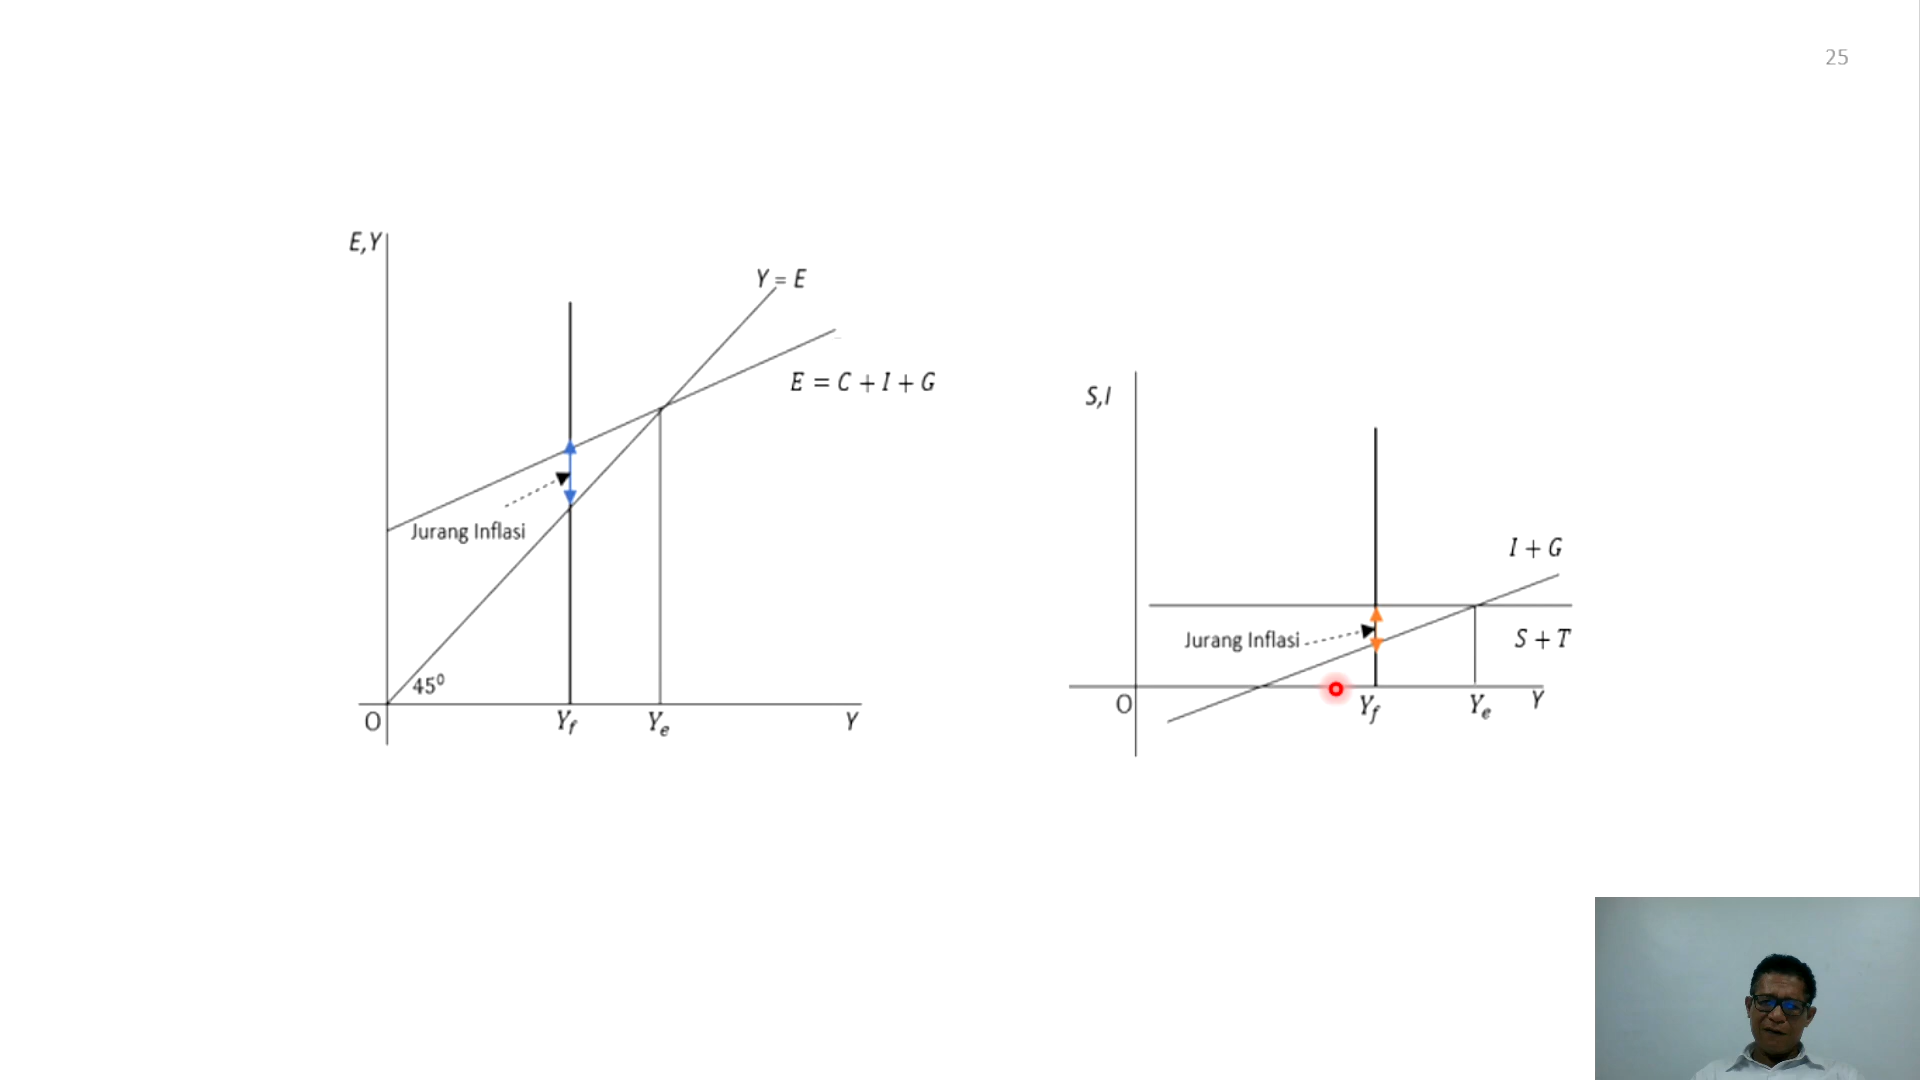 25
E,Y
Y = E
E = C + I + G
Jurang Inflasi
45⁰
O
Y_f
Y_e
Y
S,I
I + G
Jurang Inflasi
S + T
O
Y_f
Y_e
Y